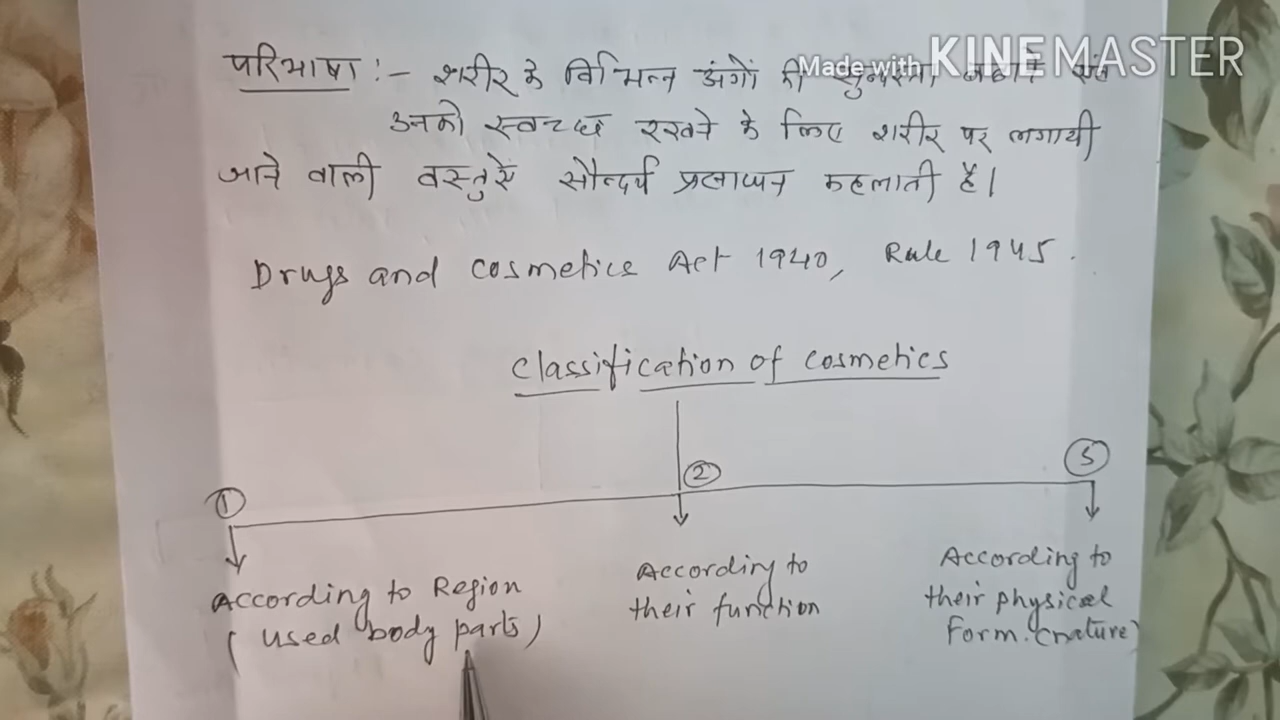 Made with KINEMASTER
परिभाषा :- शरीर के विभिन्न अंगों की
उनको स्वच्छ रखने के लिए शरीर पर लगायी
जाने वाली वस्तुएँ सौन्दर्य प्रसाधन कहलाती है।
Drugs and cosmetics Act 1940, Rule 1945.
Classification of cosmetics
① ② ③
According to Region According to According to
(used body parts) their function their physical
Form. (nature)